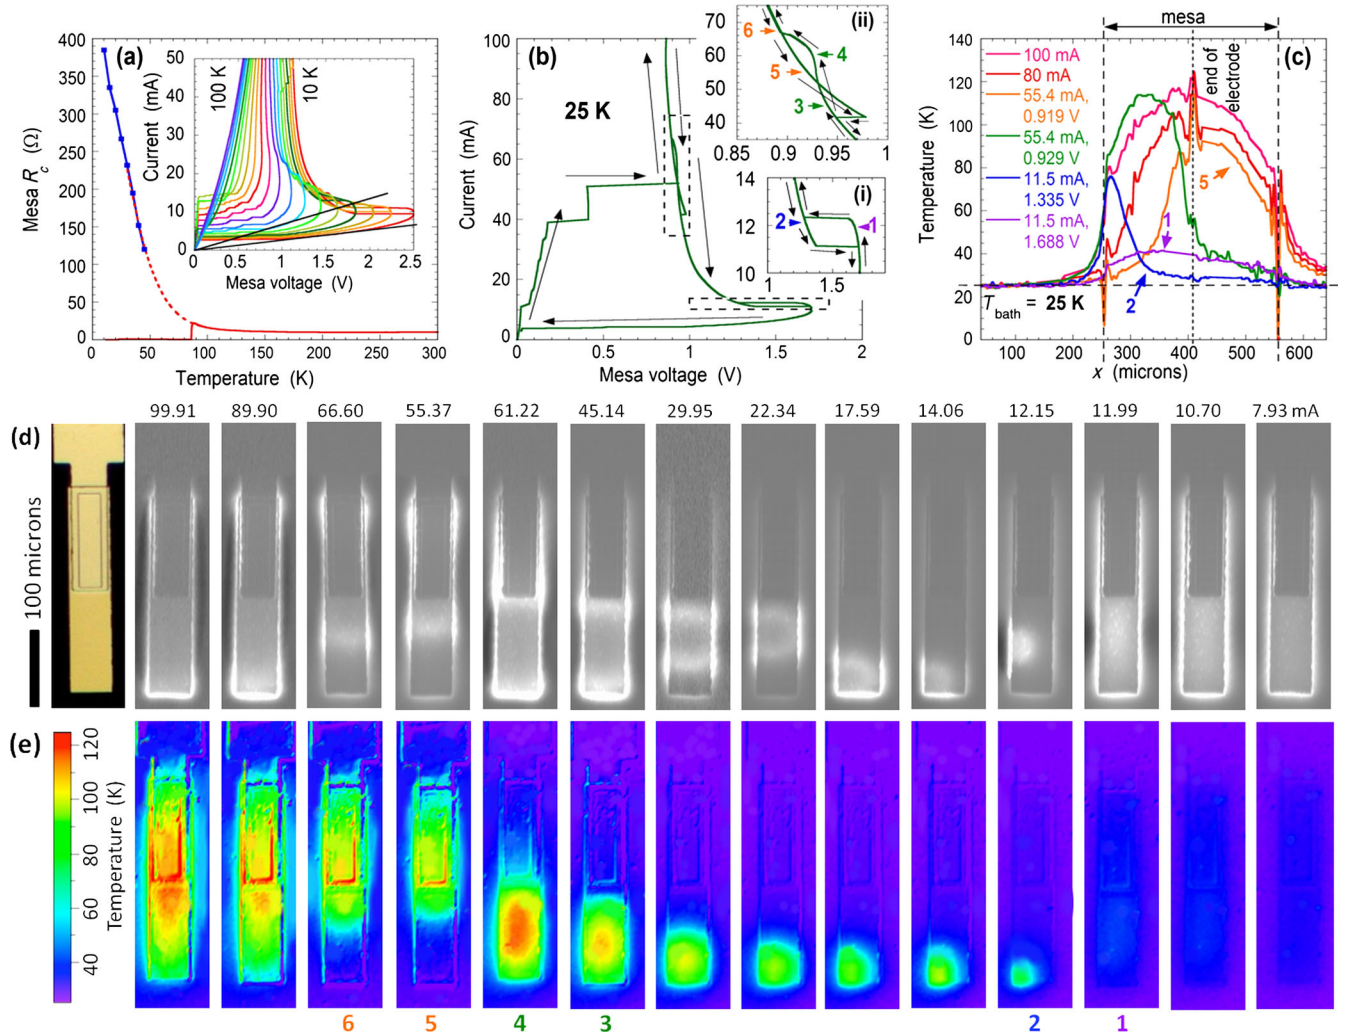 (a)
400
350
300
250
200
150
100
50
0
Mesa Rc (Ω)
0
50
100
150
200
250
300
Temperature (K)
50
40
30
20
10
0
Current (mA)
100 K
10 K
0
0.5
1
1.5
2
2.5
Mesa voltage (V)
(b)
25 K
100
80
60
40
20
0
Current (mA)
0
0.5
1
1.5
2
Mesa voltage (V)
(ii)
70
60
50
40
0.85
0.9
0.95
1
6
5
4
3
(i)
14
12
10
1
1.5
2
1
mesa
(c)
140
120
100
80
60
40
20
0
Temperature (K)
100 mA
80 mA
55.4 mA,
0.919 V
55.4 mA,
0.929 V
11.5 mA,
1.335 V
11.5 mA,
1.688 V
end of
electrode
5
1
2
Tbath = 25 K
100
200
300
400
500
600
x (microns)
(d)
99.91
89.90
66.60
55.37
61.22
45.14
29.95
22.34
17.59
14.06
12.15
11.99
10.70
7.93 mA
100 microns
(e)
120
100
80
60
40
Temperature (K)
6
5
4
3
2
1